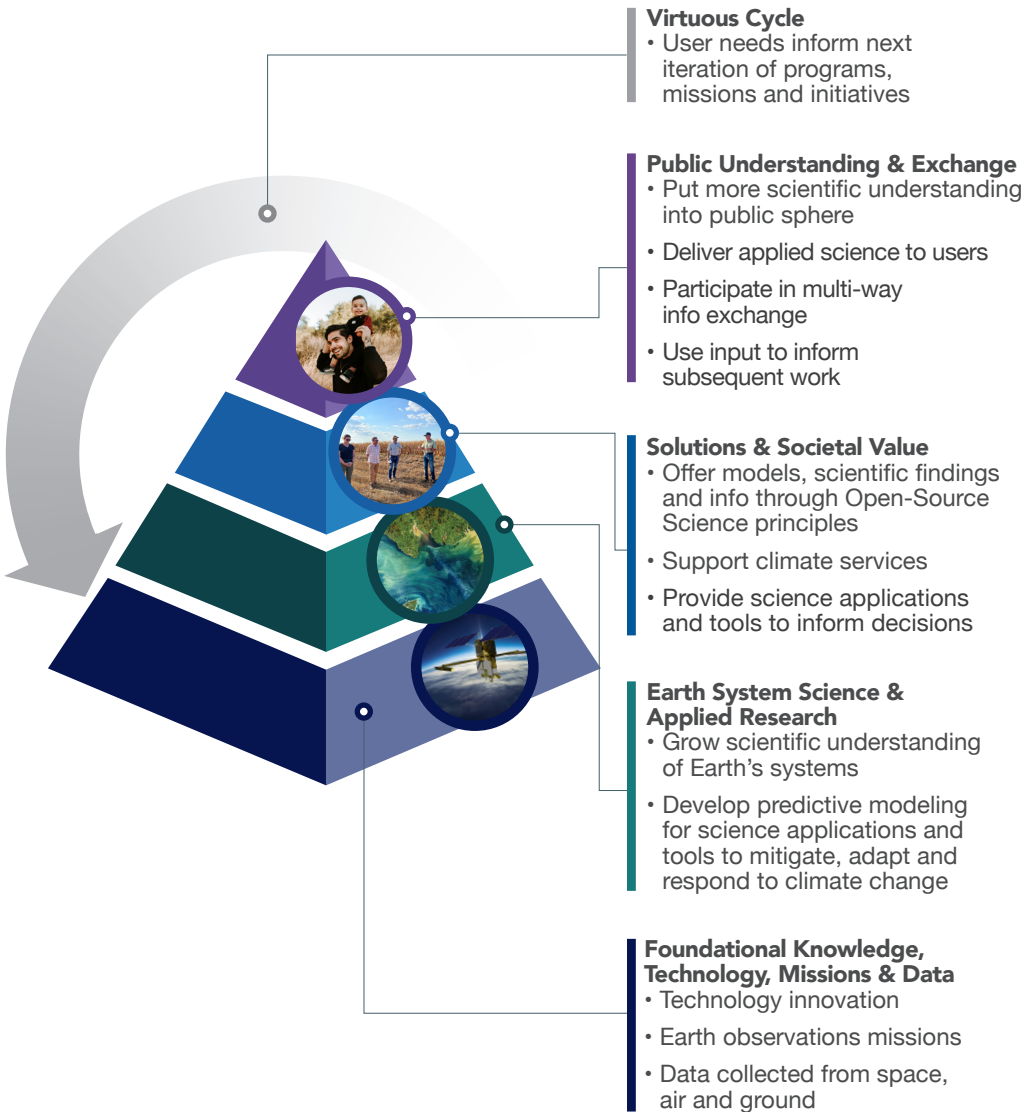 Virtuous Cycle
• User needs inform next
iteration of programs,
missions and initiatives
Public Understanding & Exchange
• Put more scientific understanding
into public sphere
• Deliver applied science to users
• Participate in multi-way
info exchange
• Use input to inform
subsequent work
Solutions & Societal Value
• Offer models, scientific findings
and info through Open-Source
Science principles
• Support climate services
• Provide science applications
and tools to inform decisions
Earth System Science &
Applied Research
• Grow scientific understanding
of Earth’s systems
• Develop predictive modeling
for science applications and
tools to mitigate, adapt and
respond to climate change
Foundational Knowledge,
Technology, Missions & Data
• Technology innovation
• Earth observations missions
• Data collected from space,
air and ground